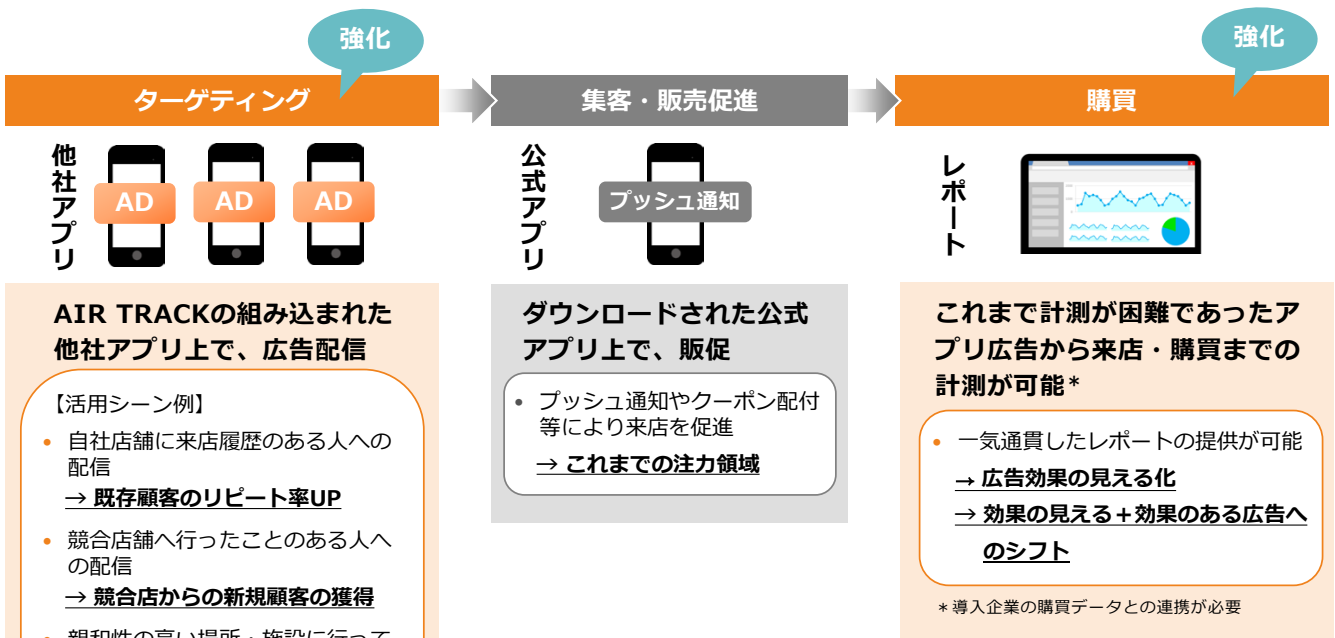 強化
強化
ターゲティング
集客・販売促進
購買
他社アプリ
AD
AD
AD
公式アプリ
プッシュ通知
レポート
AIR TRACKの組み込まれた
他社アプリ上で、広告配信
【活用シーン例】
• 自社店舗に来店履歴のある人への
配信
→ 既存顧客のリピート率UP
• 競合店舗へ行ったことのある人へ
の配信
→ 競合店からの新規顧客の獲得
• 親和性の高い場所・施設に行って
ダウンロードされた公式
アプリ上で、販促
• プッシュ通知やクーポン配付
等により来店を促進
→ これまでの注力領域
これまで計測が困難であったア
プリ広告から来店・購買までの
計測が可能*
• 一気通貫したレポートの提供が可能
→ 広告効果の見える化
→ 効果の見える＋効果のある広告へ
のシフト
＊導入企業の購買データとの連携が必要